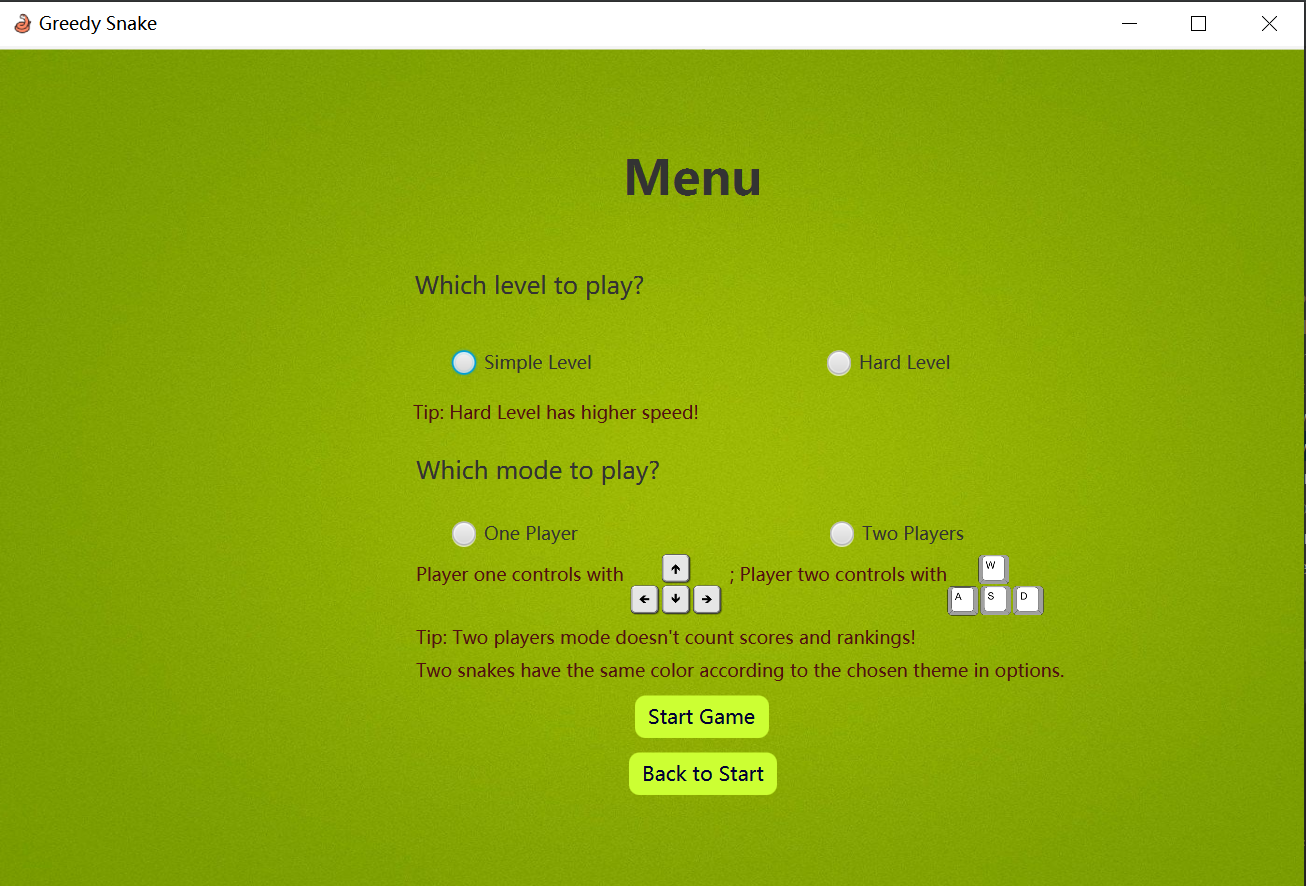 Greedy Snake
Menu
Which level to play?
Simple Level Hard Level
Tip: Hard Level has higher speed!
Which mode to play?
One Player Two Players
↑ W
Player one controls with ; Player two controls with
← ↓ → A S D
Tip: Two players mode doesn't count scores and rankings!
Two snakes have the same color according to the chosen theme in options.
Start Game
Back to Start